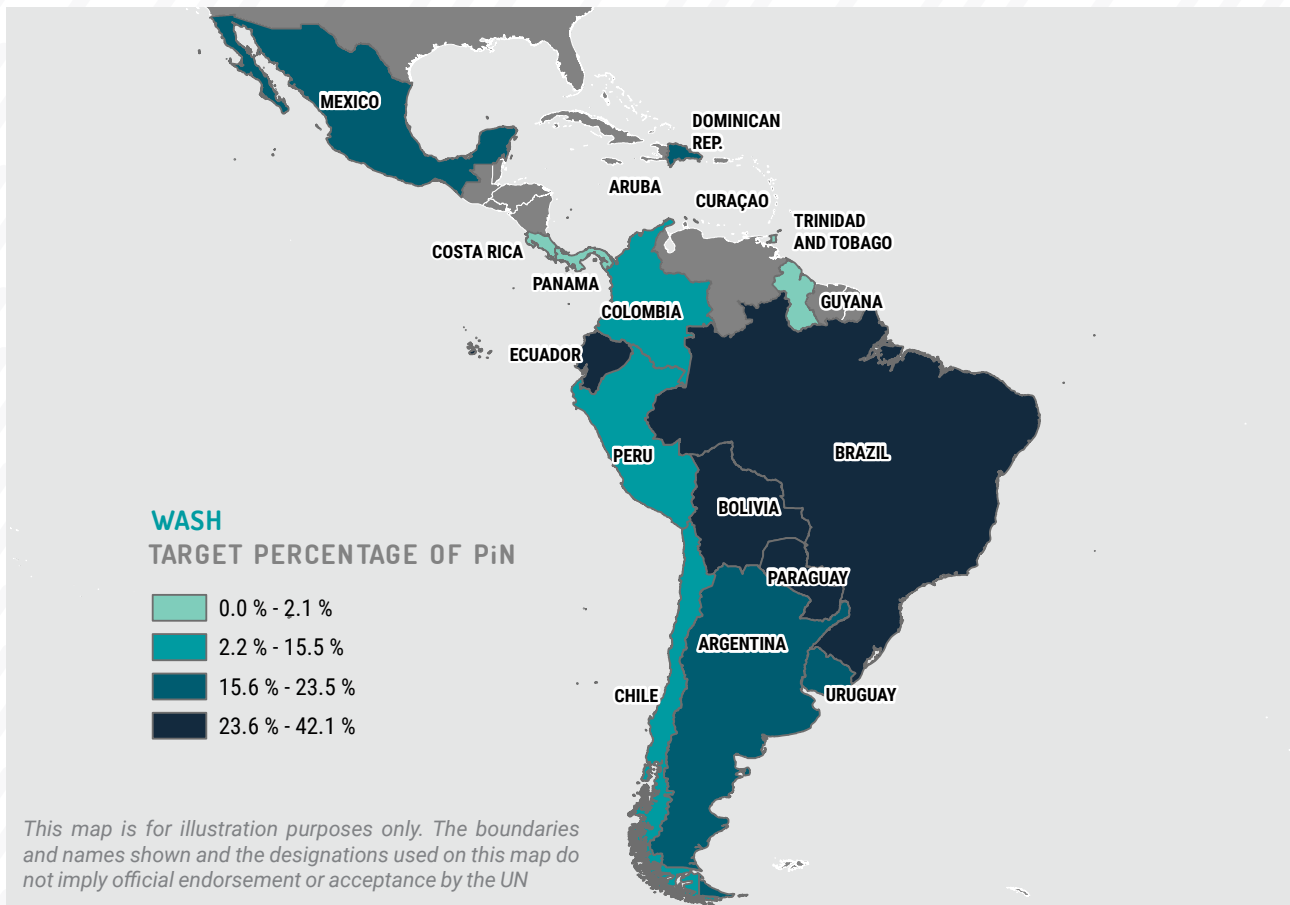 MEXICO
DOMINICAN
REP.
ARUBA
CURAÇAO
TRINIDAD
AND TOBAGO
COSTA RICA
PANAMA
GUYANA
COLOMBIA
ECUADOR
PERU
BRAZIL
BOLIVIA
PARAGUAY
ARGENTINA
CHILE
URUGUAY
WASH
TARGET PERCENTAGE OF PiN
0.0 % - 2.1 %
2.2 % - 15.5 %
15.6 % - 23.5 %
23.6 % - 42.1 %
This map is for illustration purposes only. The boundaries
and names shown and the designations used on this map do
not imply official endorsement or acceptance by the UN